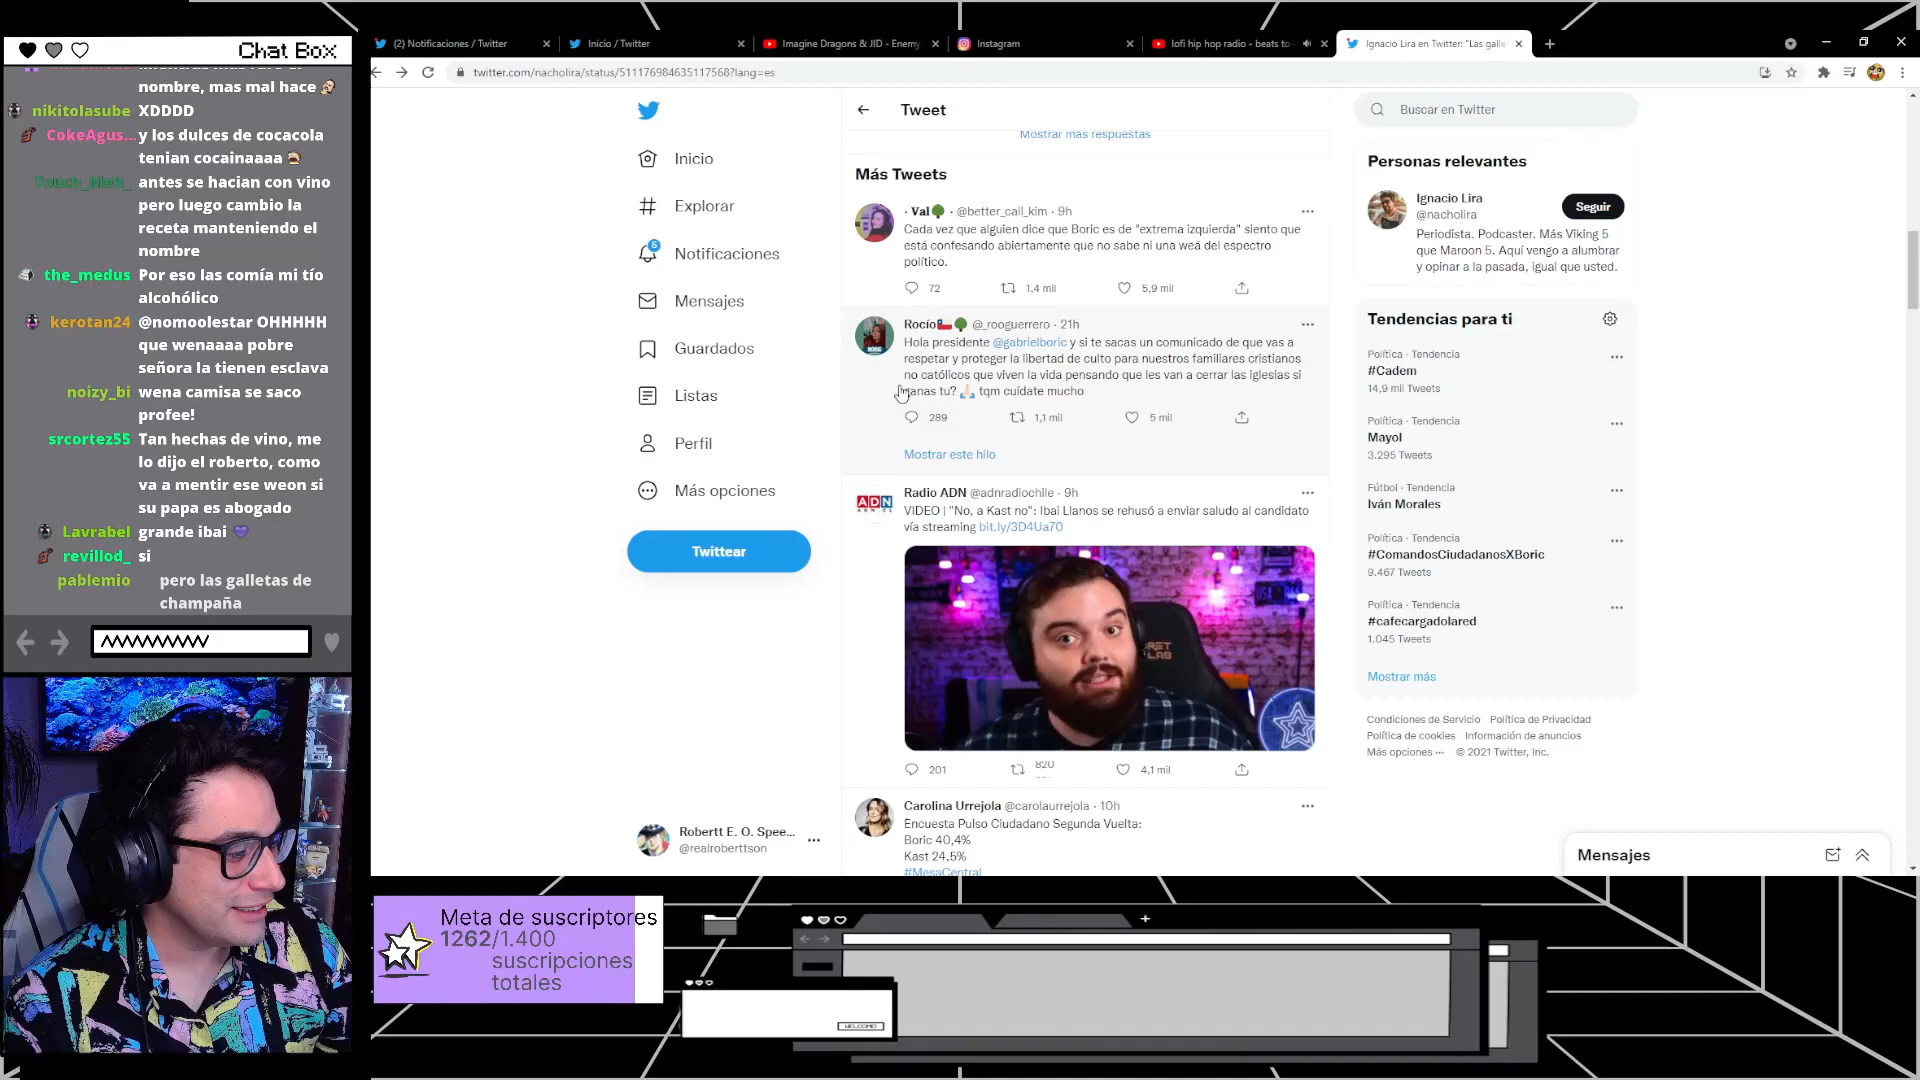 Chat Box
nombre, mas mal hace
nikitolasube XDDDD
CokeAgus... y los dulces de cocacola
tenian cocainaaaa
Touch_Meh_ antes se hacian con vino
pero luego cambio la
receta manteniendo el
nombre
the_medus Por eso las comía mi tío
alcohólico
kerotan24 @nomoolestar OHHHHH
que wenaaaa pobre
señora la tienen esclava
noizy_bi wena camisa se saco
profee!
srcortez55 Tan hechas de vino, me
lo dijo el roberto, como
va a mentir ese weon si
su papa es abogado
Lavrabel grande ibai
revillod_ si
pablemio pero las galletas de
champaña
(2) Notificaciones / Twitter
Inicio / Twitter
Imagine Dragons & JID - Enemy
Instagram
lofi hip hop radio - beats to
Ignacio Lira en Twitter: "Las galle
twitter.com/nacholira/status/511176984635117568?lang=es
Inicio
Explorar
6
Notificaciones
Mensajes
Guardados
Listas
Perfil
Más opciones
Twittear
Robertt E. O. Spee...
@realroberttson
Tweet
Mostrar más respuestas
Más Tweets
· Val · @better_call_kim · 9h
Cada vez que alguien dice que Boric es de "extrema izquierda" siento que
está confesando abiertamente que no sabe ni una weá del espectro
político.
72 1,4 mil 5,9 mil
Rocío @_rooguerrero · 21h
Hola presidente @gabrielboric y si te sacas un comunicado de que vas a
respetar y proteger la libertad de culto para nuestros familiares cristianos
no católicos que viven la vida pensando que les van a cerrar las iglesias si
ganas tu? tqm cuídate mucho
289 1,1 mil 5 mil
Mostrar este hilo
ADN
Radio ADN @adnradiochile · 9h
VIDEO | "No, a Kast no": Ibai Llanos se rehusó a enviar saludo al candidato
vía streaming bit.ly/3D4Ua70
201 820 4,1 mil
Carolina Urrejola @carolaurrejola · 10h
Encuesta Pulso Ciudadano Segunda Vuelta:
Boric 40,4%
Kast 24,5%
#MesaCentral
Buscar en Twitter
Personas relevantes
Ignacio Lira
@nacholira
Seguir
Periodista. Podcaster. Más Viking 5
que Maroon 5. Aquí vengo a alumbrar
y opinar a la pasada, igual que usted.
Tendencias para ti
Política · Tendencia
#Cadem
14,9 mil Tweets
Política · Tendencia
Mayol
3.295 Tweets
Fútbol · Tendencia
Iván Morales
Política · Tendencia
#ComandosCiudadanosXBoric
9.467 Tweets
Política · Tendencia
#cafecargadolared
1.045 Tweets
Mostrar más
Condiciones de Servicio Política de Privacidad
Política de cookies Información de anuncios
Más opciones ··· © 2021 Twitter, Inc.
Mensajes
Meta de suscriptores
1262/1.400
suscripciones
totales
WELCOME!